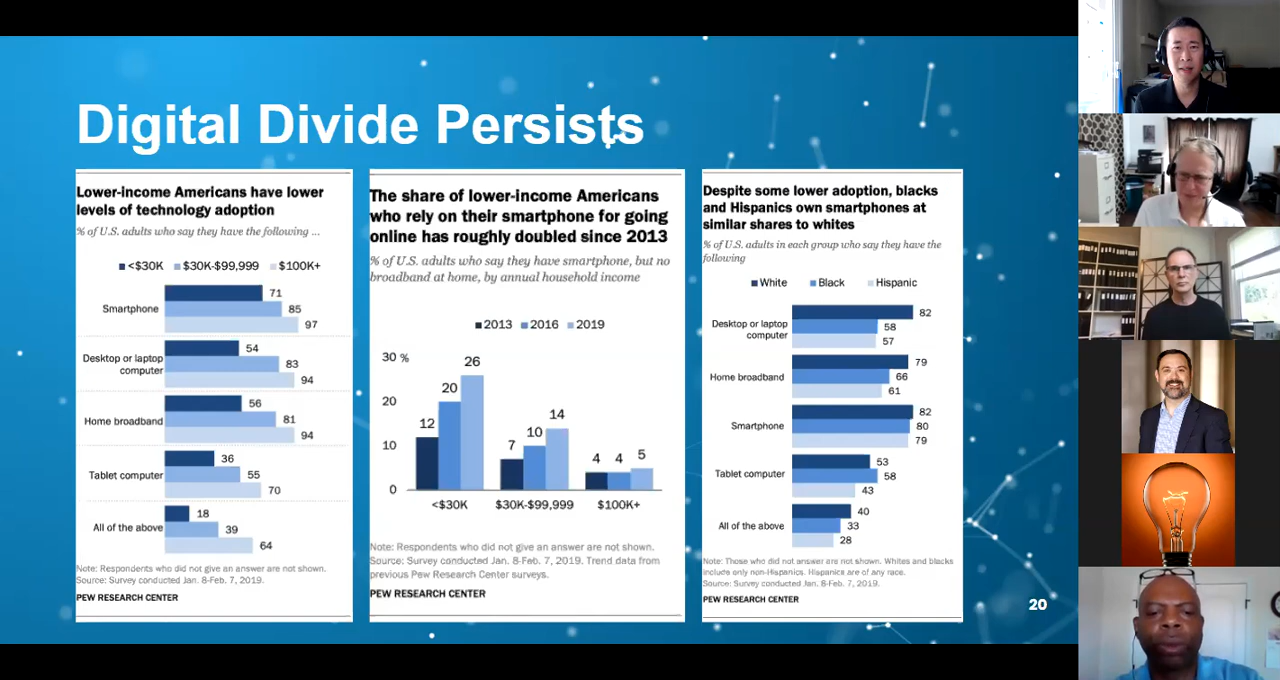 Digital Divide Persists
Lower-income Americans have lower
levels of technology adoption
% of U.S. adults who say they have the following ...
<$30K $30K-$99,999 $100K+
Smartphone
71
85
97
Desktop or laptop
computer
54
83
94
Home broadband
56
81
94
Tablet computer
36
55
70
All of the above
18
39
64
Note: Respondents who did not give an answer are not shown.
Source: Survey conducted Jan. 8-Feb. 7, 2019.
PEW RESEARCH CENTER
The share of lower-income Americans
who rely on their smartphone for going
online has roughly doubled since 2013
% of U.S. adults who say they have smartphone, but no
broadband at home, by annual household income
2013 2016 2019
30 %
20
10
0
12 20 26
7 10 14
4 4 5
<$30K $30K-$99,999 $100K+
Note: Respondents who did not give an answer are not shown.
Source: Survey conducted Jan. 8-Feb. 7, 2019. Trend data from
previous Pew Research Center surveys.
PEW RESEARCH CENTER
Despite some lower adoption, blacks
and Hispanics own smartphones at
similar shares to whites
% of U.S. adults in each group who say they have the
following
White Black Hispanic
Desktop or laptop
computer
82
58
57
Home broadband
79
66
61
Smartphone
82
80
79
Tablet computer
53
58
43
All of the above
40
33
28
Note: Those who did not answer are not shown. Whites and blacks
include only non-Hispanics. Hispanics are of any race.
Source: Survey conducted Jan. 8-Feb. 7, 2019.
PEW RESEARCH CENTER
20